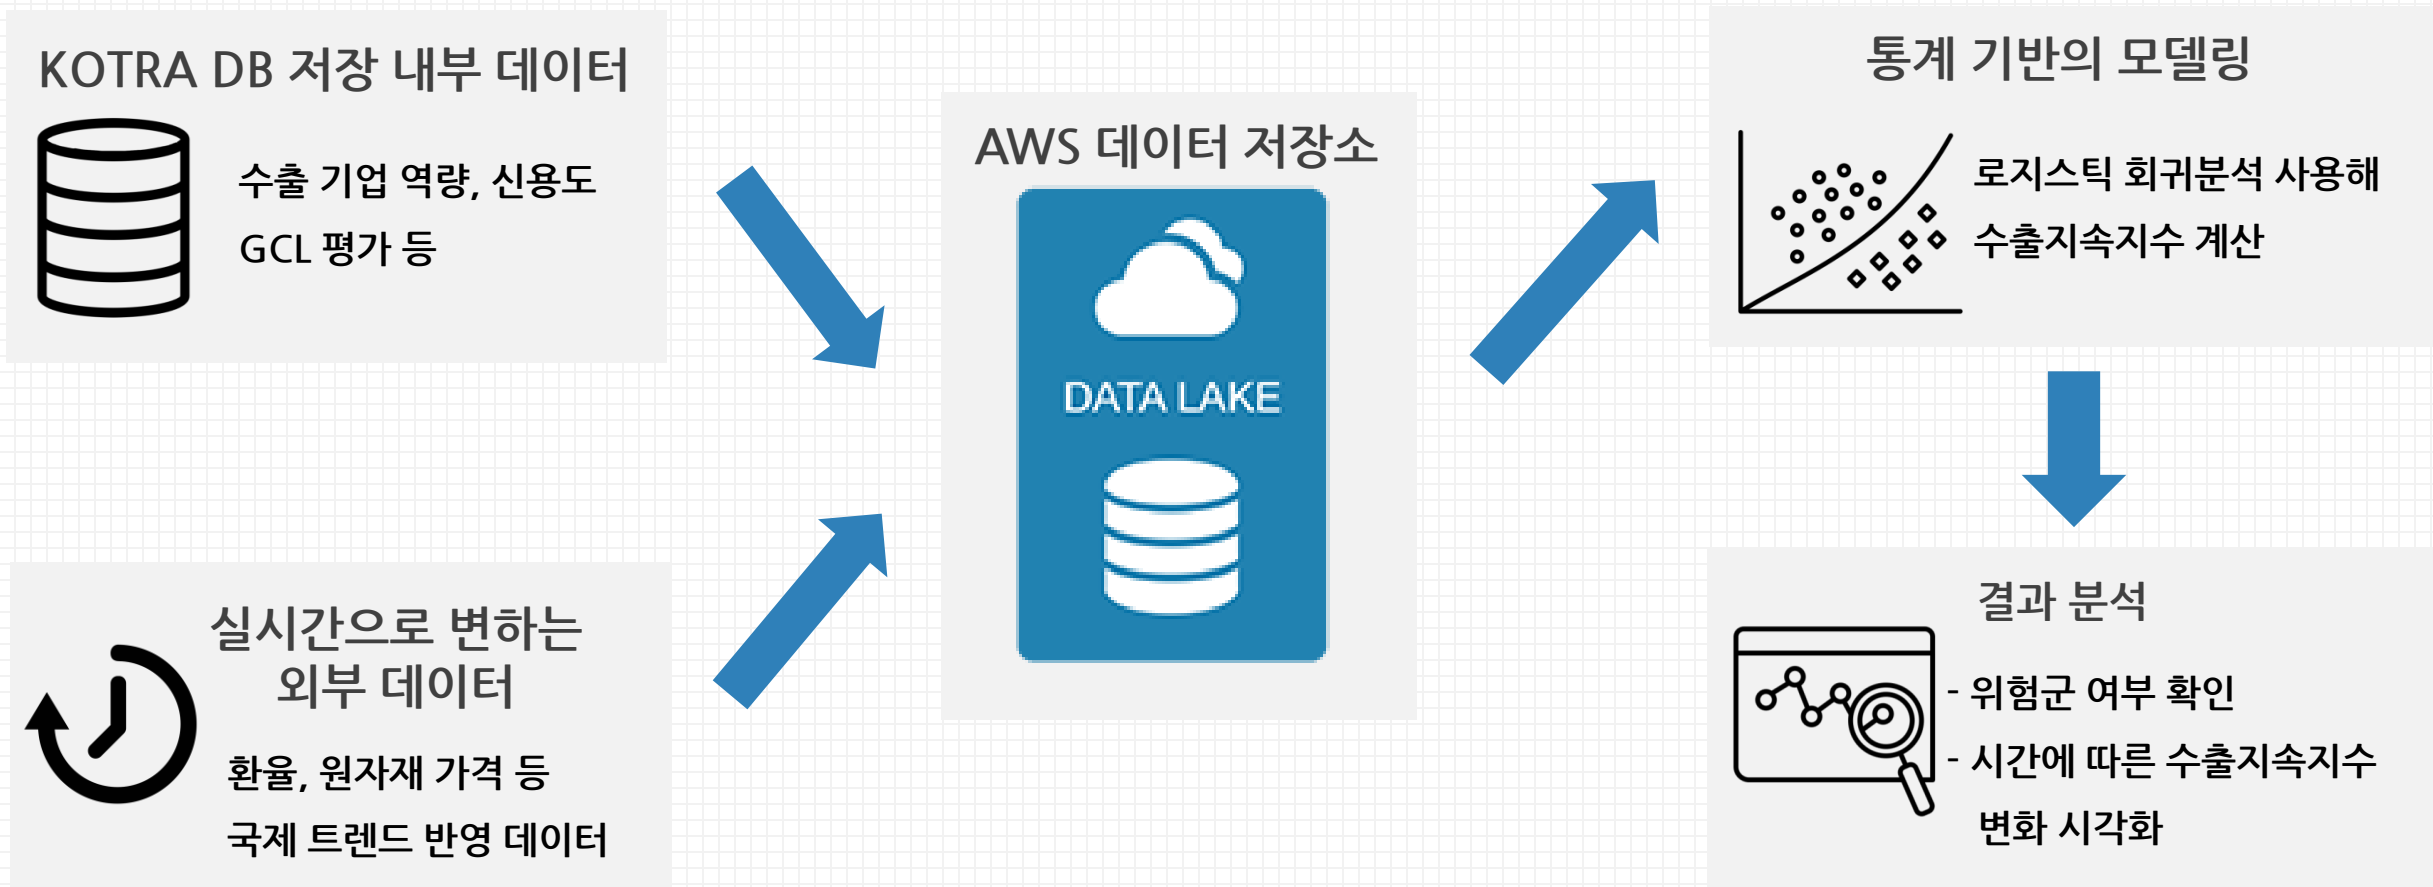 KOTRA DB 저장 내부 데이터
수출 기업 역량, 신용도
GCL 평가 등
실시간으로 변하는
외부 데이터
환율, 원자재 가격 등
국제 트렌드 반영 데이터
AWS 데이터 저장소
DATA LAKE
통계 기반의 모델링
로지스틱 회귀분석 사용해
수출지속지수 계산
결과 분석
- 위험군 여부 확인
- 시간에 따른 수출지속지수
변화 시각화